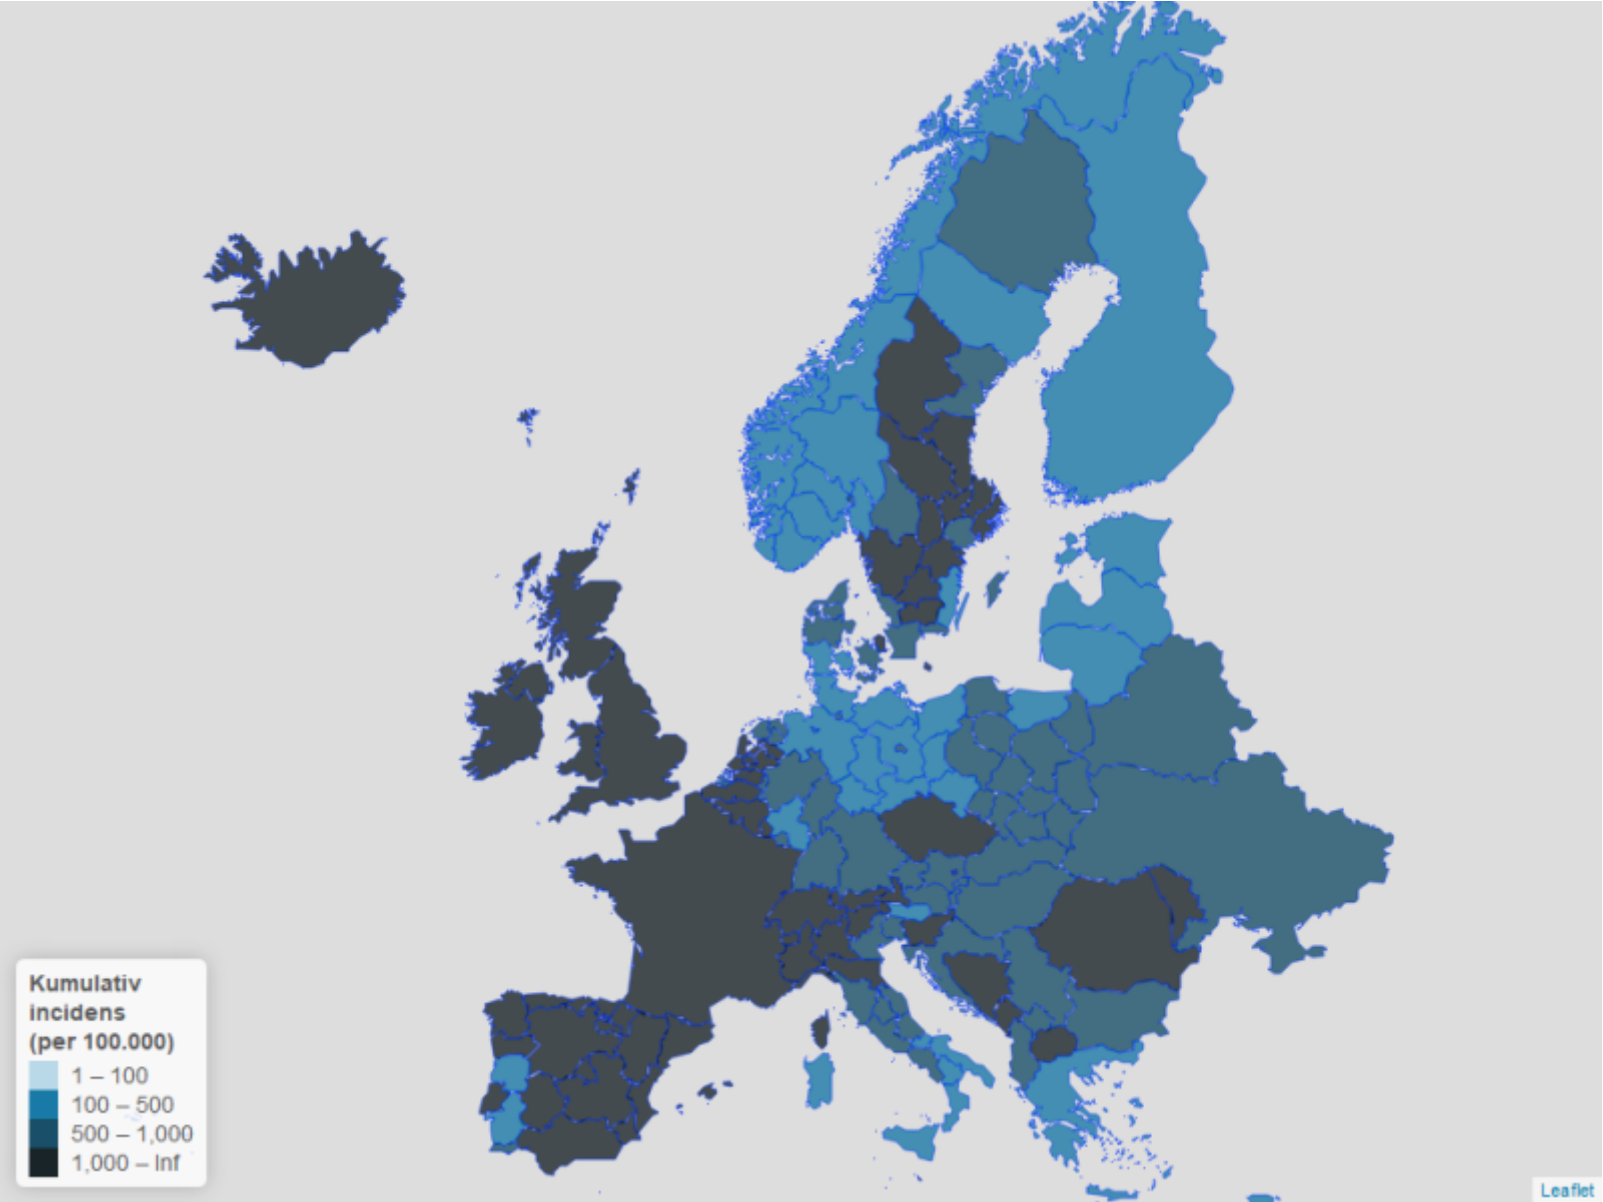 Kumulativ
incidens
(per 100.000)
1 – 100
100 – 500
500 – 1,000
1,000 – Inf
Leaflet